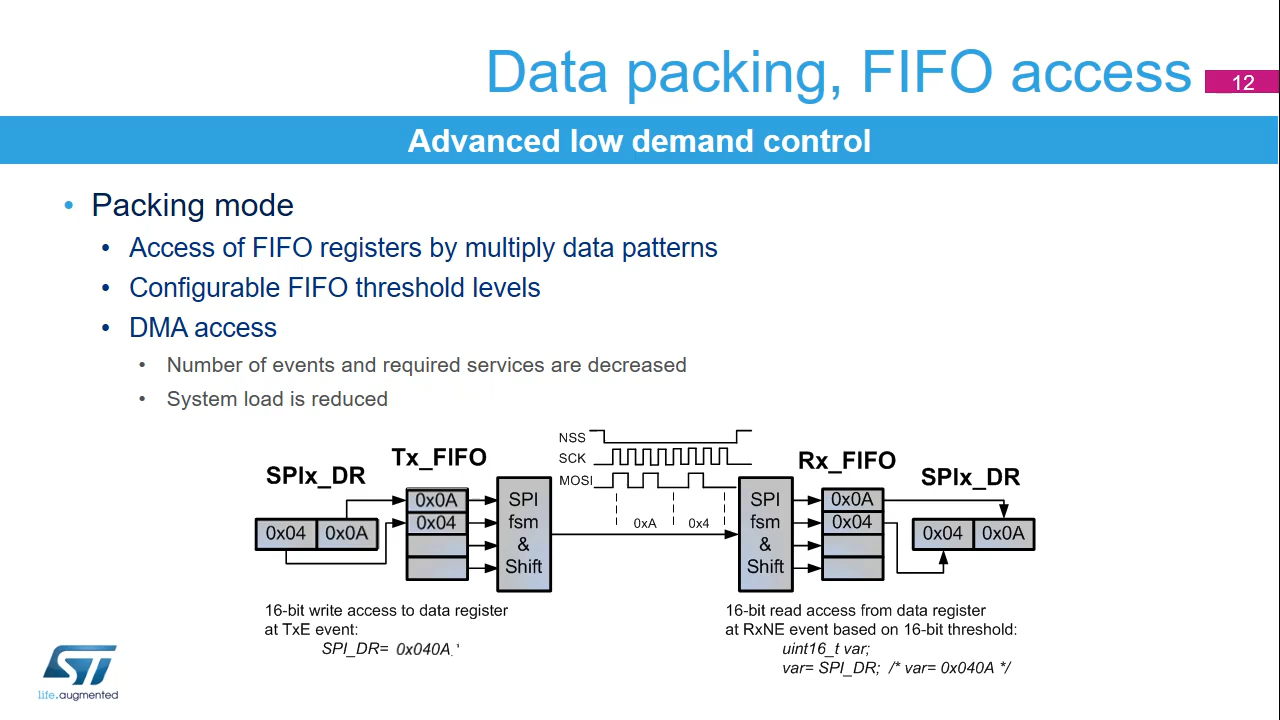 Data packing, FIFO access
12
Advanced low demand control
• Packing mode
• Access of FIFO registers by multiply data patterns
• Configurable FIFO threshold levels
• DMA access
• Number of events and required services are decreased
• System load is reduced
SPIx_DR
0x04 0x0A
Tx_FIFO
0x0A
0x04
SPI
fsm
&
Shift
NSS
SCK
MOSI
0xA 0x4
SPI
fsm
&
Shift
Rx_FIFO
0x0A
0x04
SPIx_DR
0x04 0x0A
16-bit write access to data register
at TxE event:
SPI_DR= 0x040A.'
16-bit read access from data register
at RxNE event based on 16-bit threshold:
uint16_t var;
var= SPI_DR; /* var= 0x040A */
ST
life.augmented